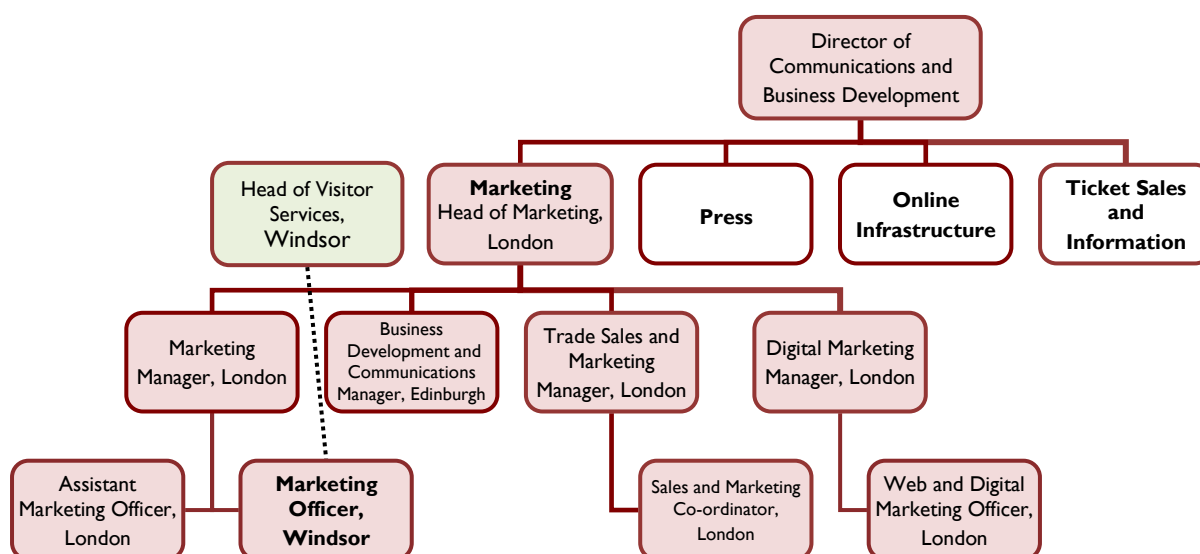 Director of
Communications and
Business Development
Head of Visitor
Services,
Windsor
Marketing
Head of Marketing,
London
Press
Online
Infrastructure
Ticket Sales
and
Information
Marketing
Manager, London
Business
Development and
Communications
Manager, Edinburgh
Trade Sales and
Marketing
Manager, London
Digital Marketing
Manager, London
Assistant
Marketing Officer,
London
Marketing
Officer,
Windsor
Sales and Marketing
Co-ordinator,
London
Web and Digital
Marketing Officer,
London